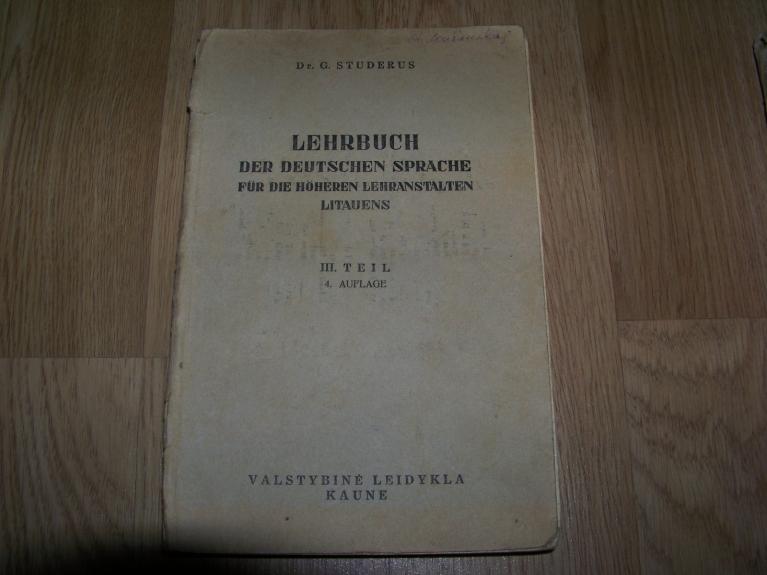 Dr. G. STUDERUS
LEHRBUCH
DER DEUTSCHEN SPRACHE
FÜR DIE HÖHEREN LEHRANSTALTEN
LITAUENS
III. TEIL
4. AUFLAGE
VALSTYBINĖ LEIDYKLA
KAUNE